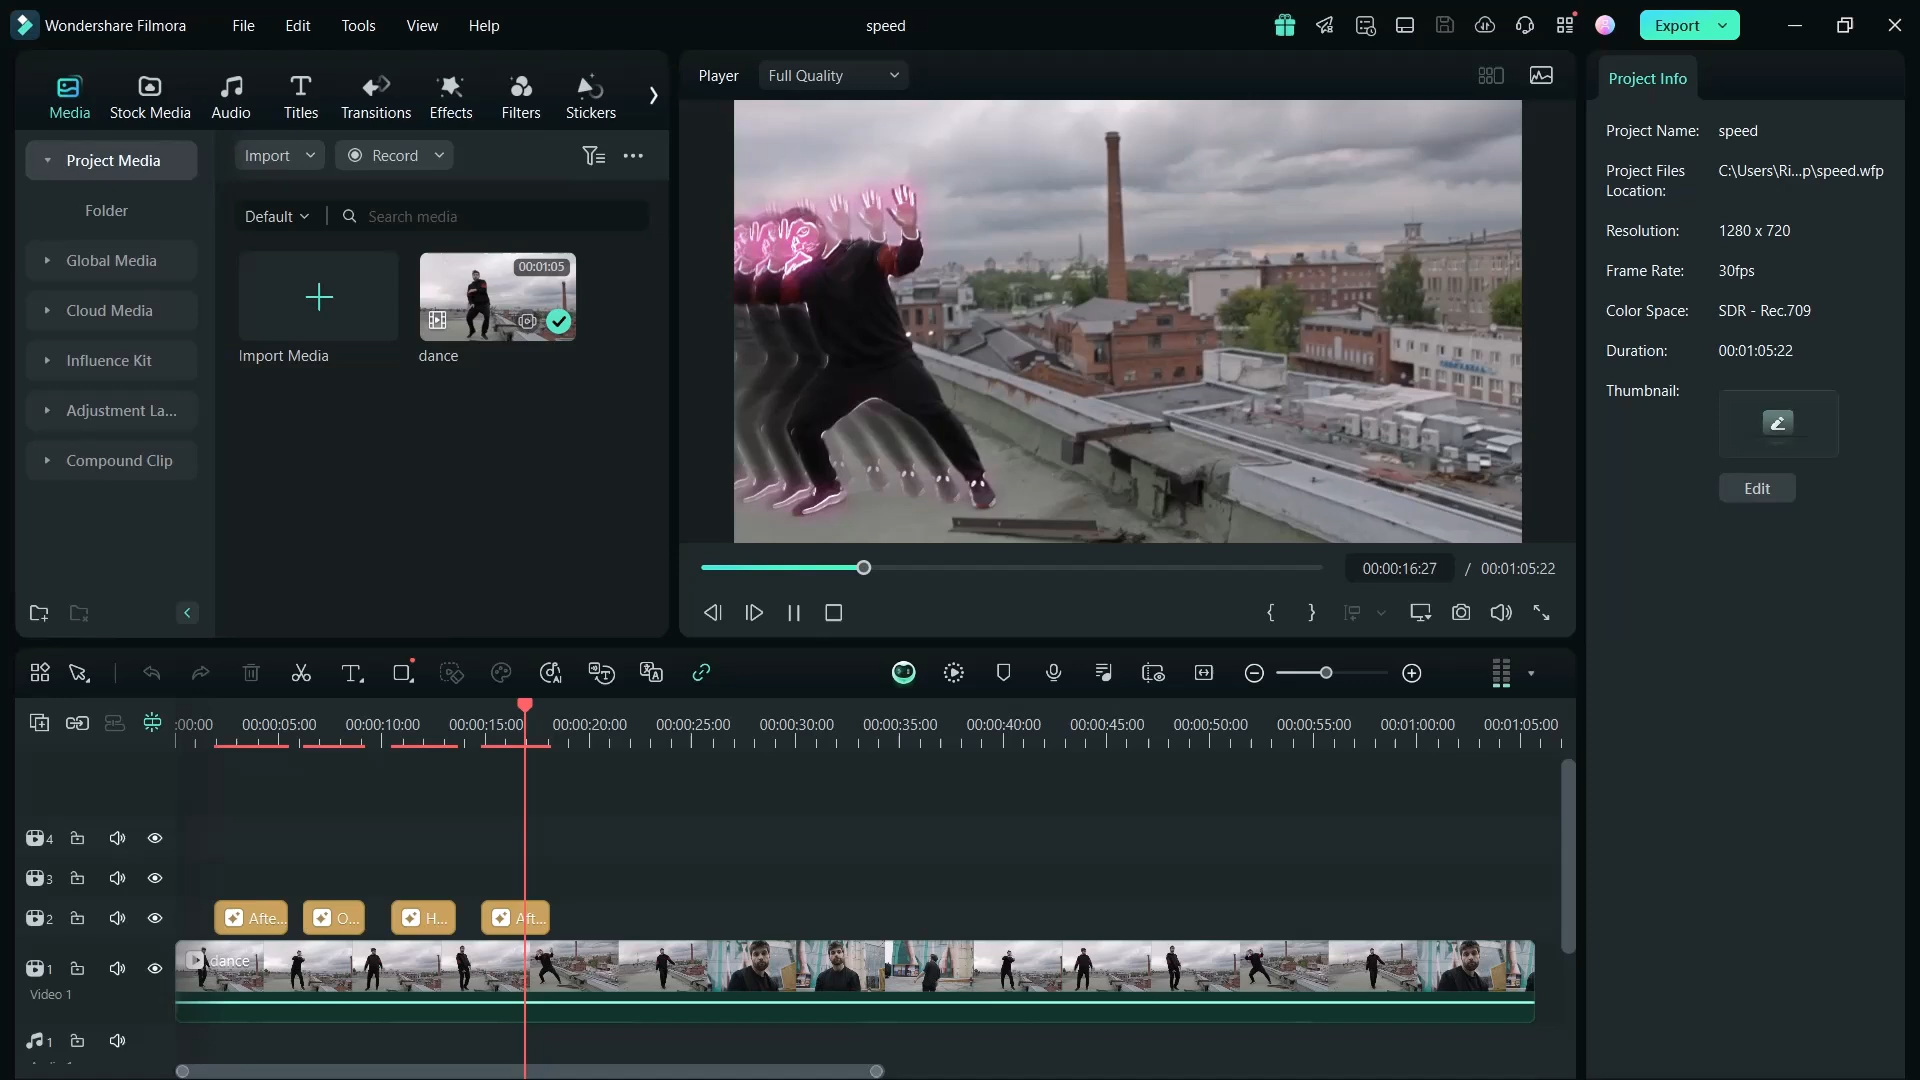 Wondershare Filmora
File
Edit
Tools
View
Help
speed
Export
Media
Stock Media
Audio
Titles
Transitions
Effects
Filters
Stickers
Project Media
Folder
Global Media
Cloud Media
Influence Kit
Adjustment La...
Compound Clip
Import
Record
Default
Search media
00:01:05
Import Media
dance
Player
Full Quality
00:00:16:27
/
00:01:05:22
Project Info
Project Name:
speed
Project Files
Location:
C:\Users\Ri...p\speed.wfp
Resolution:
1280 x 720
Frame Rate:
30fps
Color Space:
SDR - Rec.709
Duration:
00:01:05:22
Thumbnail:
Edit
:00:00
00:00:05:00
00:00:10:00
00:00:15:00
00:00:20:00
00:00:25:00
00:00:30:00
00:00:35:00
00:00:40:00
00:00:45:00
00:00:50:00
00:00:55:00
00:01:00:00
00:01:05:00
4
3
2
Afte...
O...
H...
Aft...
1
dance
Video 1
1